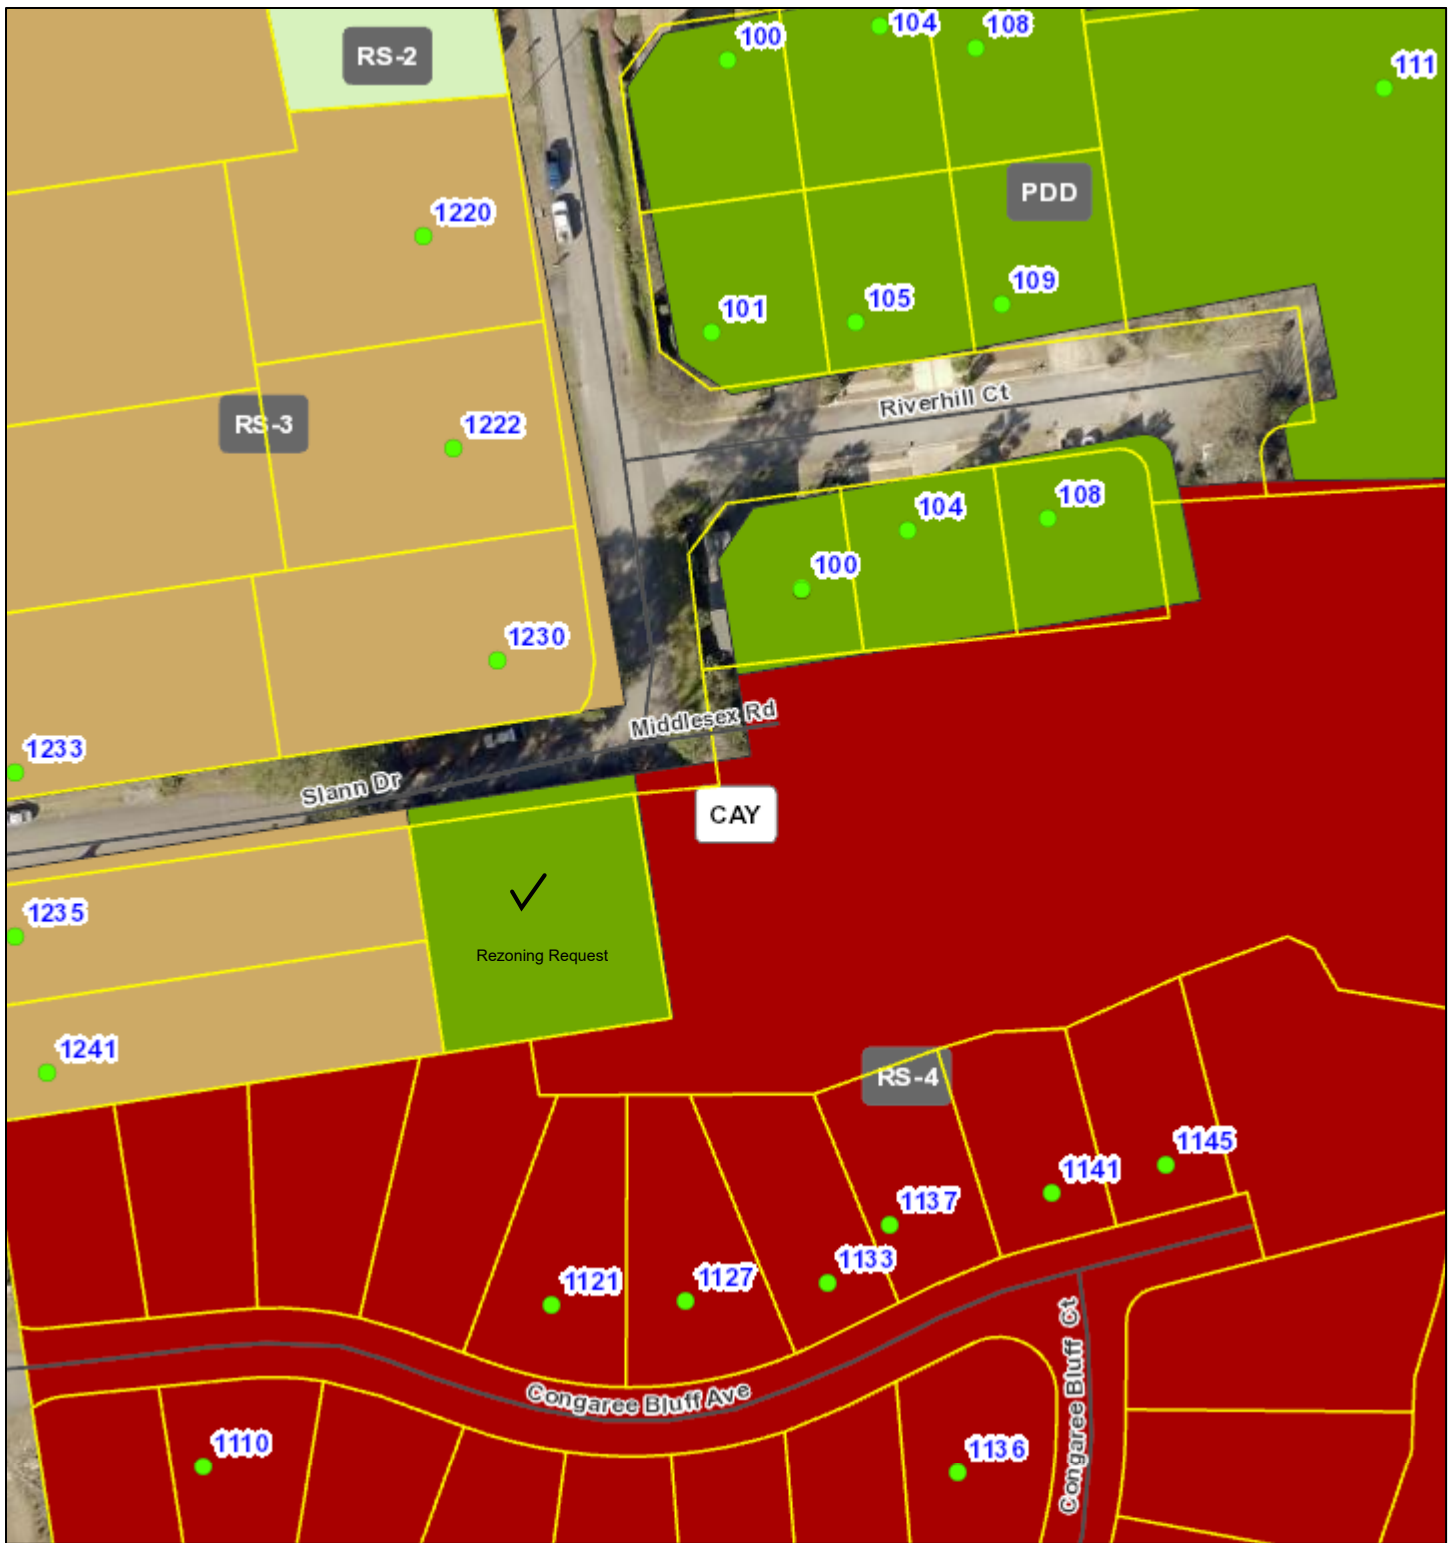 RS-2
100
104
108
111
1220
PDD
101
105
109
RS-3
1222
Riverhill Ct
104
108
100
1230
1233
Middlesex Rd
Slann Dr
CAY
1235
Rezoning Request
1241
RS-4
1145
1141
1137
1133
1127
1121
Congaree Bluff Ct
Congaree Bluff Ave
1110
1136